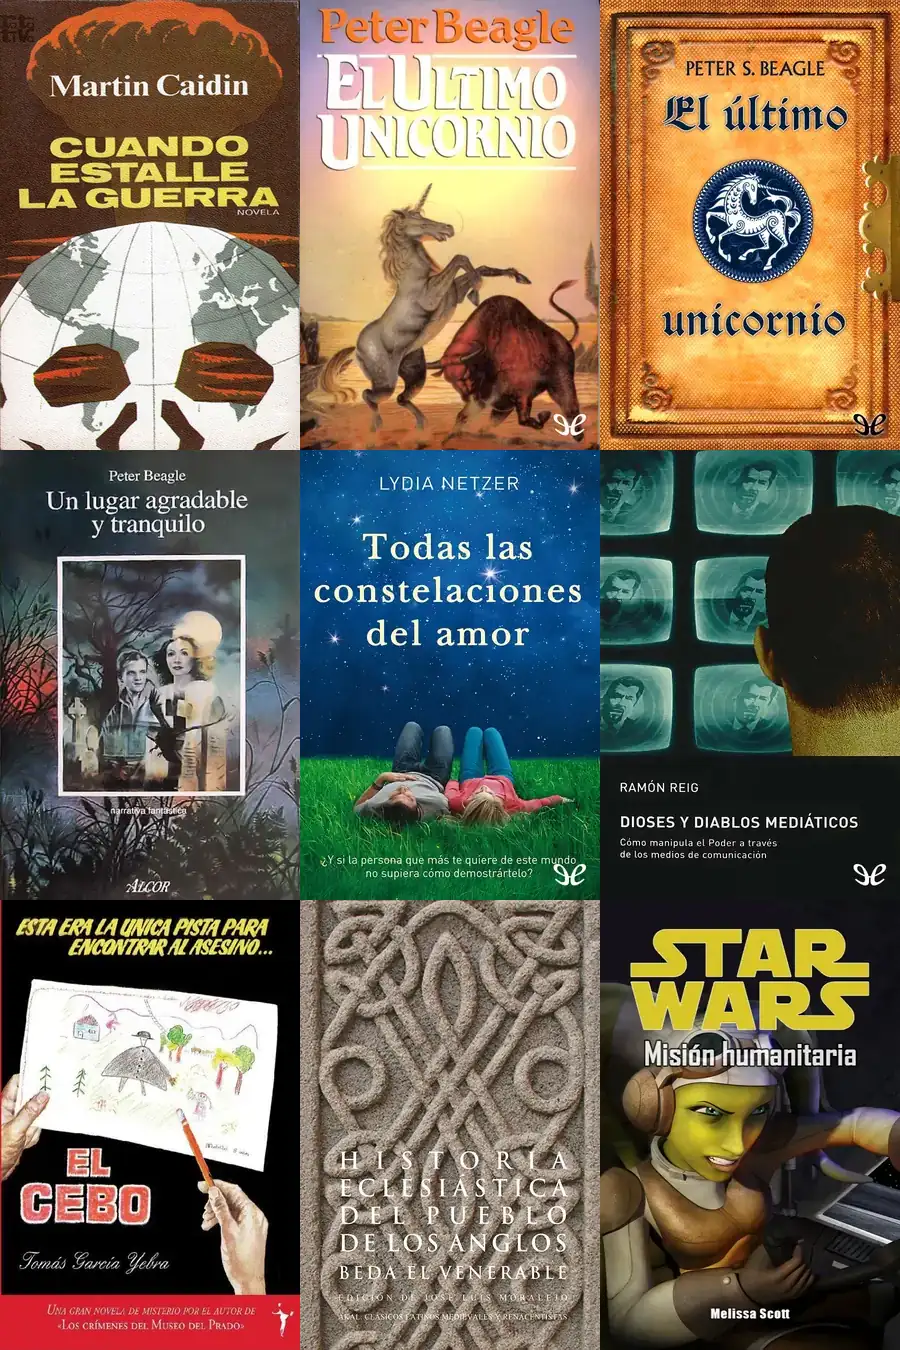 Martin Caidin
CUANDO
ESTALLE
LA GUERRA
NOVELA
Peter Beagle
EL ULTIMO
UNICORNIO
PETER S. BEAGLE
El último
unicornio
Peter Beagle
Un lugar agradable
y tranquilo
narrativa fantástica
ALCOR
LYDIA NETZER
Todas las
constelaciones
del amor
¿Y si la persona que más te quiere de este mundo
no supiera cómo demostrártelo?
RAMÓN REIG
DIOSES Y DIABLOS MEDIÁTICOS
Cómo manipula el Poder a través
de los medios de comunicación
ESTA ERA LA UNICA PISTA PARA
ENCONTRAR AL ASESINO...
EL
CEBO
Tomás García Yebra
UNA GRAN NOVELA DE MISTERIO POR EL AUTOR DE
«LOS CRÍMENES DEL MUSEO DEL PRADO»
HISTORIA
ECLESIÁSTICA
DEL PUEBLO
DE LOS ANGLOS
BEDA EL VENERABLE
EDICIÓN DE JOSÉ LUIS MORALEJO
AKAL. CLÁSICOS LATINOS MEDIEVALES Y RENACENTISTAS
STAR
WARS
Misión humanitaria
Melissa Scott